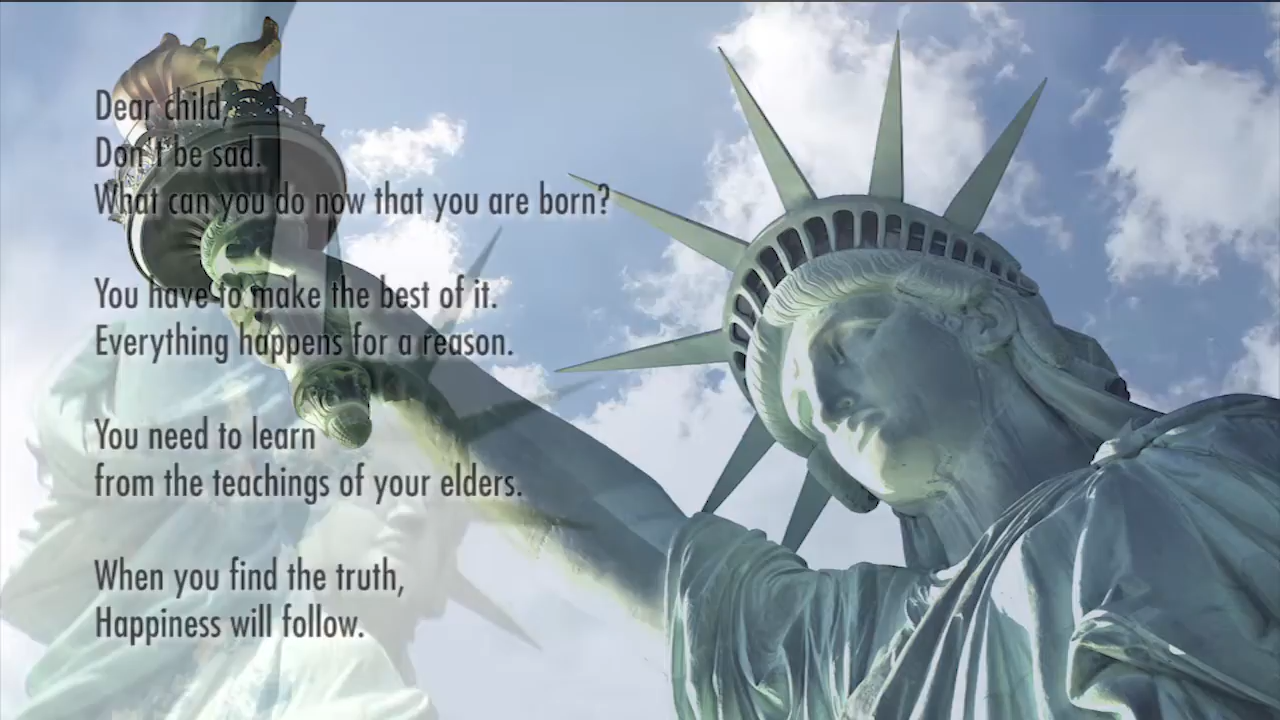 Dear child,
Don't be sad.
What can you do now that you are born?
You have to make the best of it.
Everything happens for a reason.
You need to learn
from the teachings of your elders.
When you find the truth,
Happiness will follow.